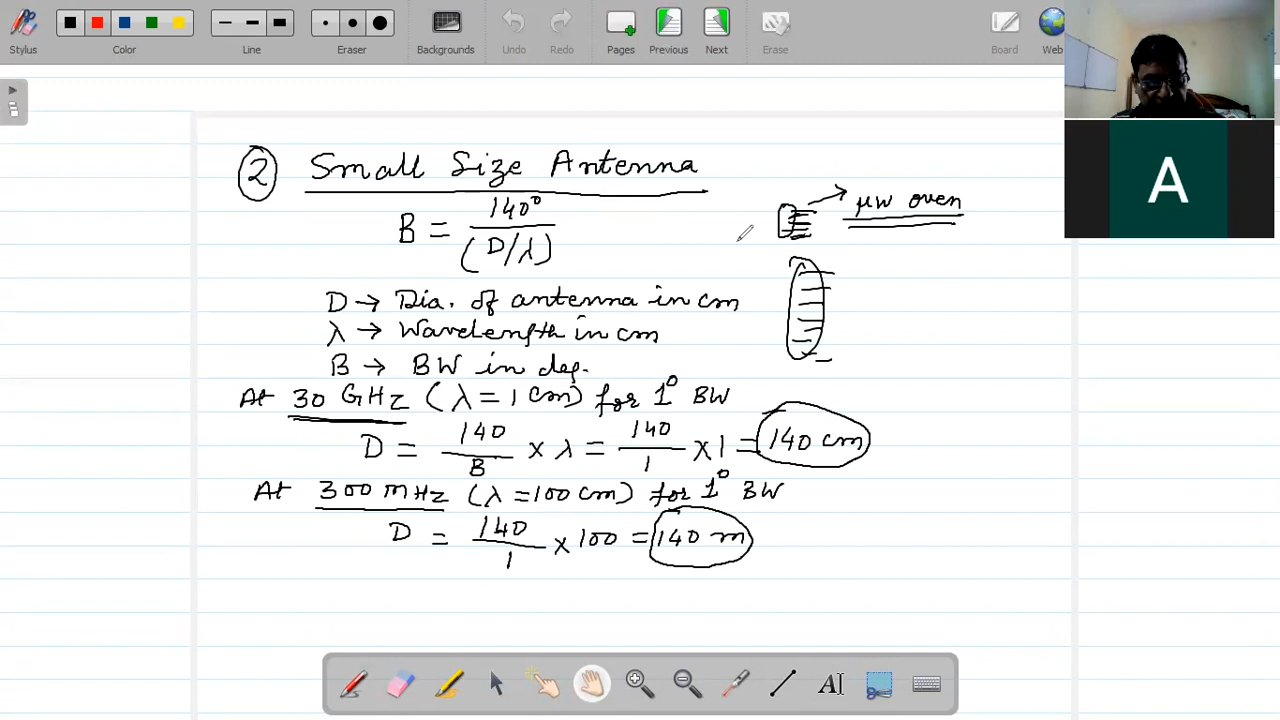 Stylus
Color
Line
Eraser
Backgrounds
Undo
Redo
Pages
Previous
Next
Erase
Board
Web
A
② Small Size Antenna
B = 140° / (D/λ)
μw oven
D → Dia. of antenna in cm
λ → Wavelength in cm
B → BW in deg.
At 30 GHz (λ = 1 cm) for 1° BW
D = 140/B × λ = 140/1 × 1 = 140 cm
At 300 mHz (λ = 100 cm) for 1° BW
D = 140/1 × 100 = 140 m